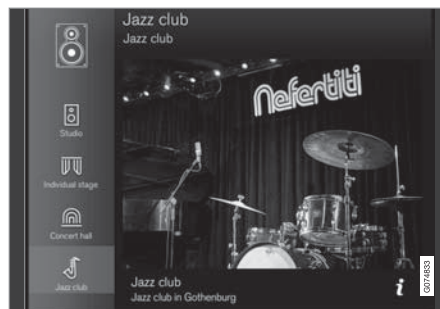 Jazz club
Jazz club
Nefertiti
Studio
Individual stage
Concert hall
Jazz club
Jazz club
Jazz club in Gothenburg
i
G074833